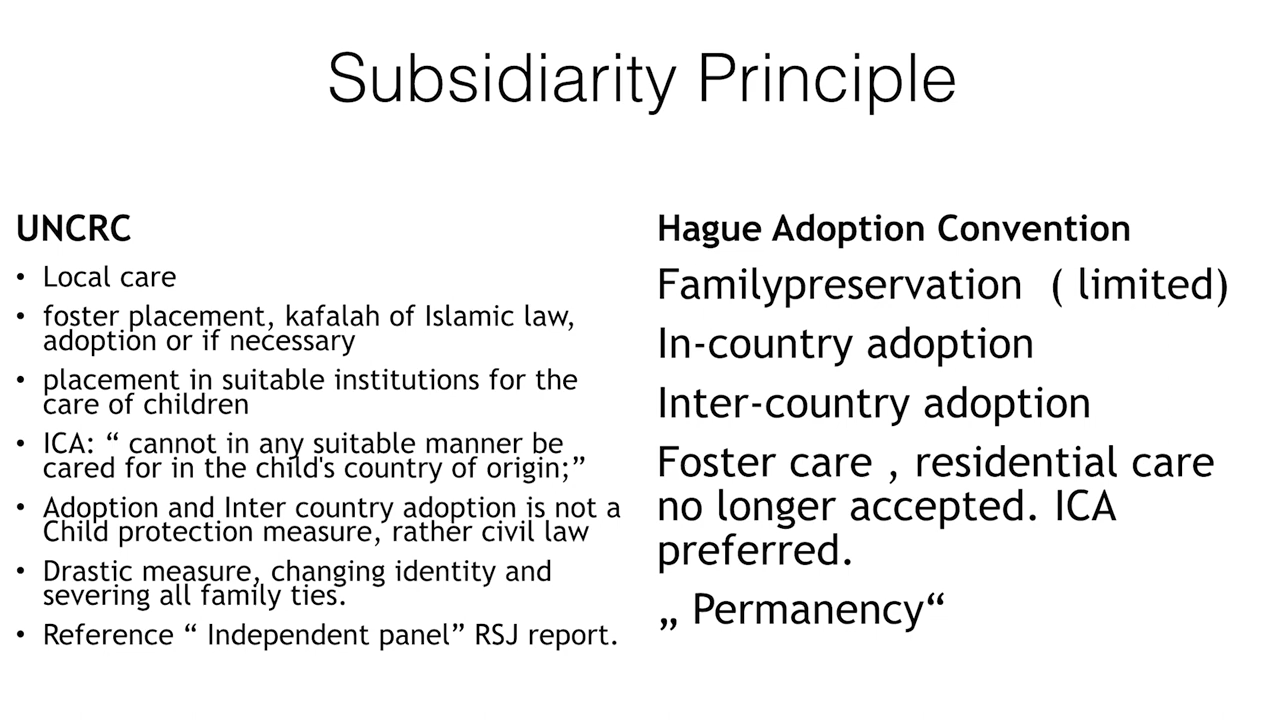 Subsidiarity Principle
UNCRC
• Local care
• foster placement, kafalah of Islamic law,
adoption or if necessary
• placement in suitable institutions for the
care of children
• ICA: “ cannot in any suitable manner be
cared for in the child's country of origin;”
• Adoption and Inter country adoption is not a
Child protection measure, rather civil law
• Drastic measure, changing identity and
severing all family ties.
• Reference “ Independent panel” RSJ report.
Hague Adoption Convention
Familypreservation ( limited)
In-country adoption
Inter-country adoption
Foster care , residential care
no longer accepted. ICA
preferred.
„ Permanency“